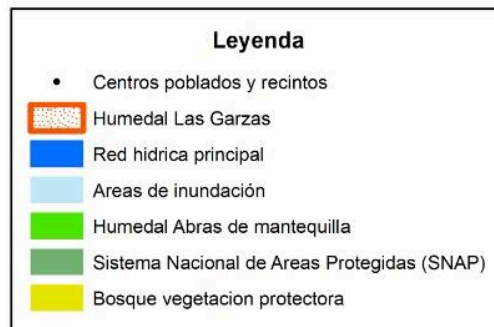 Leyenda
Centros poblados y recintos
Humedal Las Garzas
Red hidrica principal
Areas de inundación
Humedal Abras de mantequilla
Sistema Nacional de Areas Protegidas (SNAP)
Bosque vegetacion protectora